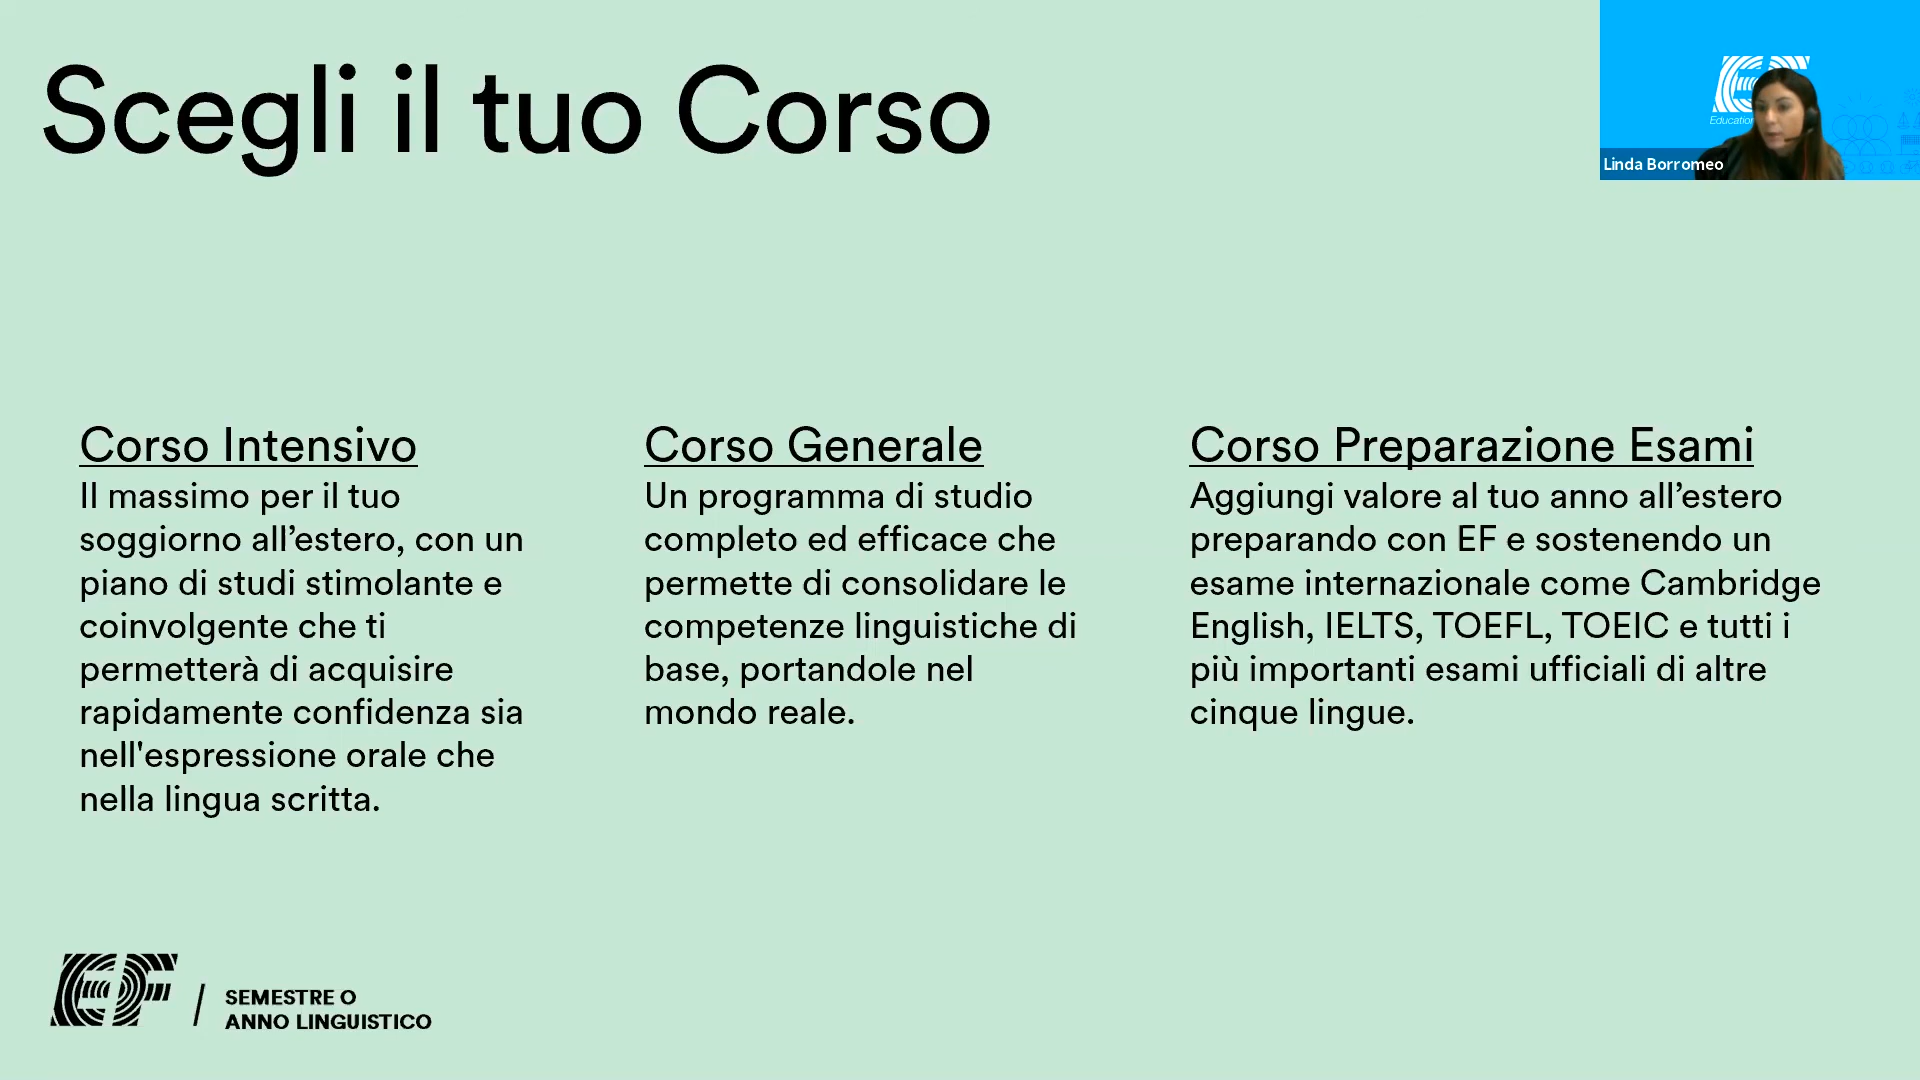 Scegli il tuo Corso
EF
Education
Linda Borromeo
Corso Intensivo
Il massimo per il tuo
soggiorno all’estero, con un
piano di studi stimolante e
coinvolgente che ti
permetterà di acquisire
rapidamente confidenza sia
nell'espressione orale che
nella lingua scritta.
Corso Generale
Un programma di studio
completo ed efficace che
permette di consolidare le
competenze linguistiche di
base, portandole nel
mondo reale.
Corso Preparazione Esami
Aggiungi valore al tuo anno all’estero
preparando con EF e sostenendo un
esame internazionale come Cambridge
English, IELTS, TOEFL, TOEIC e tutti i
più importanti esami ufficiali di altre
cinque lingue.
EF / SEMESTRE O
ANNO LINGUISTICO